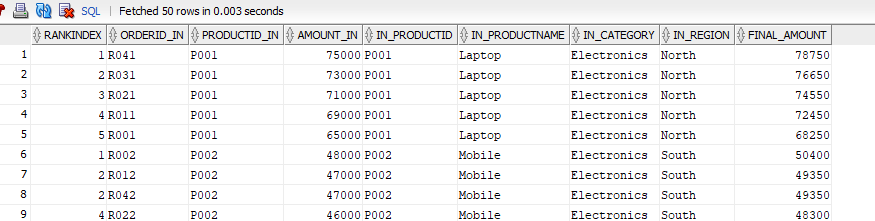 SQL | Fetched 50 rows in 0.003 seconds
RANKINDEX ORDERID_IN PRODUCTID_IN AMOUNT_IN IN_PRODUCTID IN_PRODUCTNAME IN_CATEGORY IN_REGION FINAL_AMOUNT
1 1 R041 P001 75000 P001 Laptop Electronics North 78750
2 2 R031 P001 73000 P001 Laptop Electronics North 76650
3 3 R021 P001 71000 P001 Laptop Electronics North 74550
4 4 R011 P001 69000 P001 Laptop Electronics North 72450
5 5 R001 P001 65000 P001 Laptop Electronics North 68250
6 1 R002 P002 48000 P002 Mobile Electronics South 50400
7 2 R012 P002 47000 P002 Mobile Electronics South 49350
8 2 R042 P002 47000 P002 Mobile Electronics South 49350
9 4 R022 P002 46000 P002 Mobile Electronics South 48300